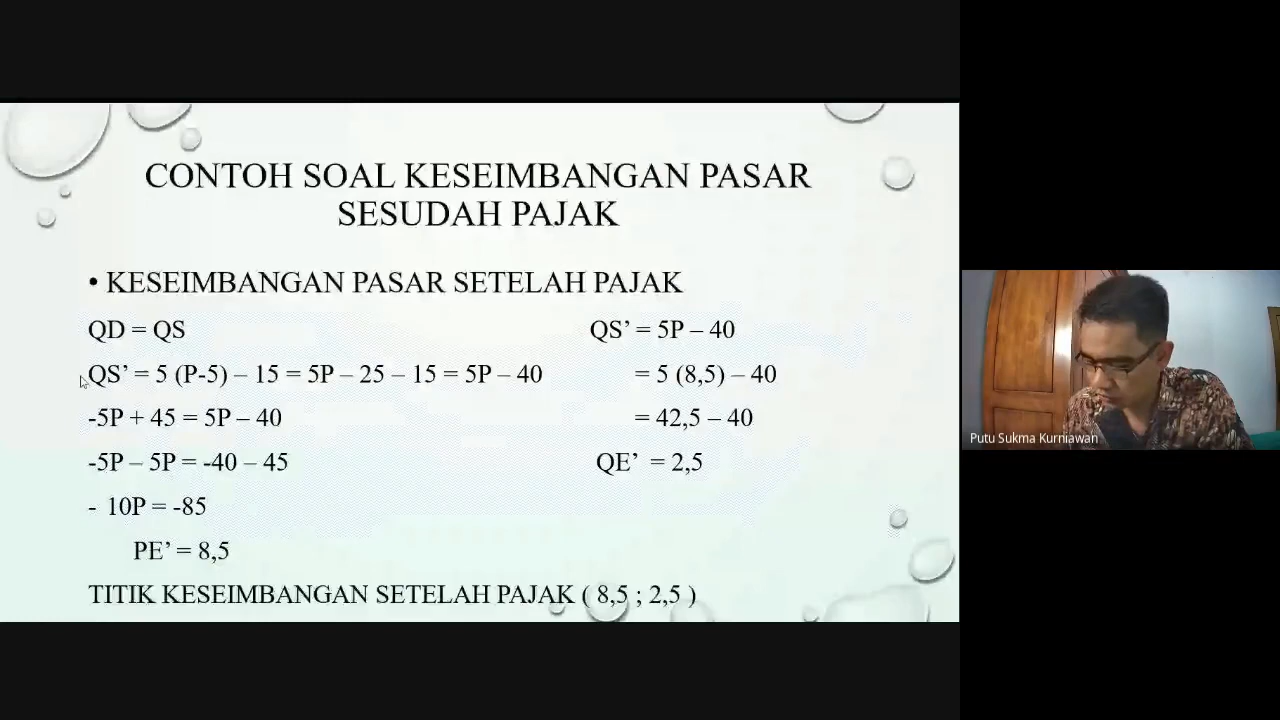 CONTOH SOAL KESEIMBANGAN PASAR
SESUDAH PAJAK
• KESEIMBANGAN PASAR SETELAH PAJAK
QD = QS
QS’ = 5 (P-5) – 15 = 5P – 25 – 15 = 5P – 40
-5P + 45 = 5P – 40
-5P – 5P = -40 – 45
- 10P = -85
PE’ = 8,5
QS’ = 5P – 40
= 5 (8,5) – 40
= 42,5 – 40
QE’ = 2,5
TITIK KESEIMBANGAN SETELAH PAJAK ( 8,5 ; 2,5 )
Putu Sukma Kurniawan